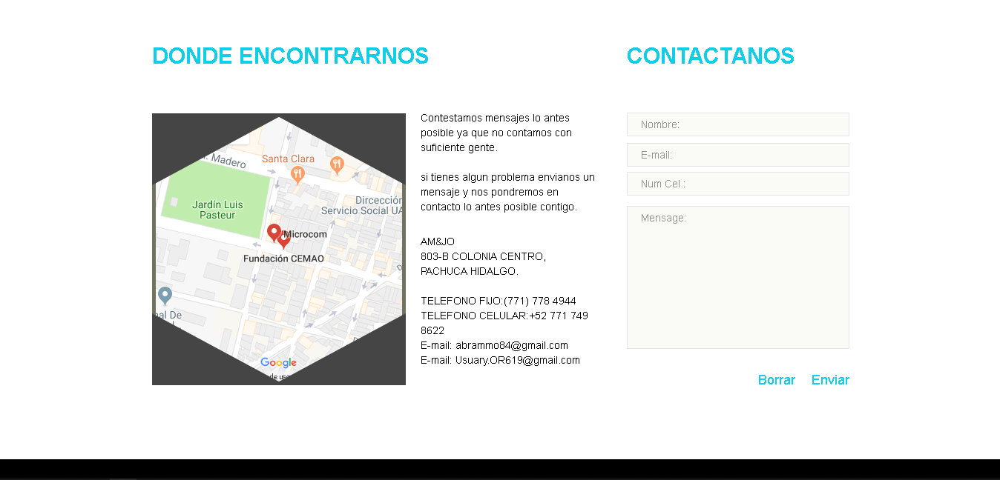 DONDE ENCONTRARNOS
CONTACTANOS
Madero
Santa Clara
Jardín Luis
Pasteur
Dircección
Servicio Social UA
Microcom
Fundación CEMAO
al De
Google
Contestamos mensajes lo antes
posible ya que no contamos con
suficiente gente.
si tienes algun problema envianos un
mensaje y nos pondremos en
contacto lo antes posible contigo.
AM&JO
803-B COLONIA CENTRO,
PACHUCA HIDALGO.
TELEFONO FIJO:(771) 778 4944
TELEFONO CELULAR:+52 771 749
8622
E-mail: abrammo84@gmail.com
E-mail: Usuary.OR619@gmail.com
Nombre:
E-mail:
Num Cel.:
Mensage:
Borrar Enviar